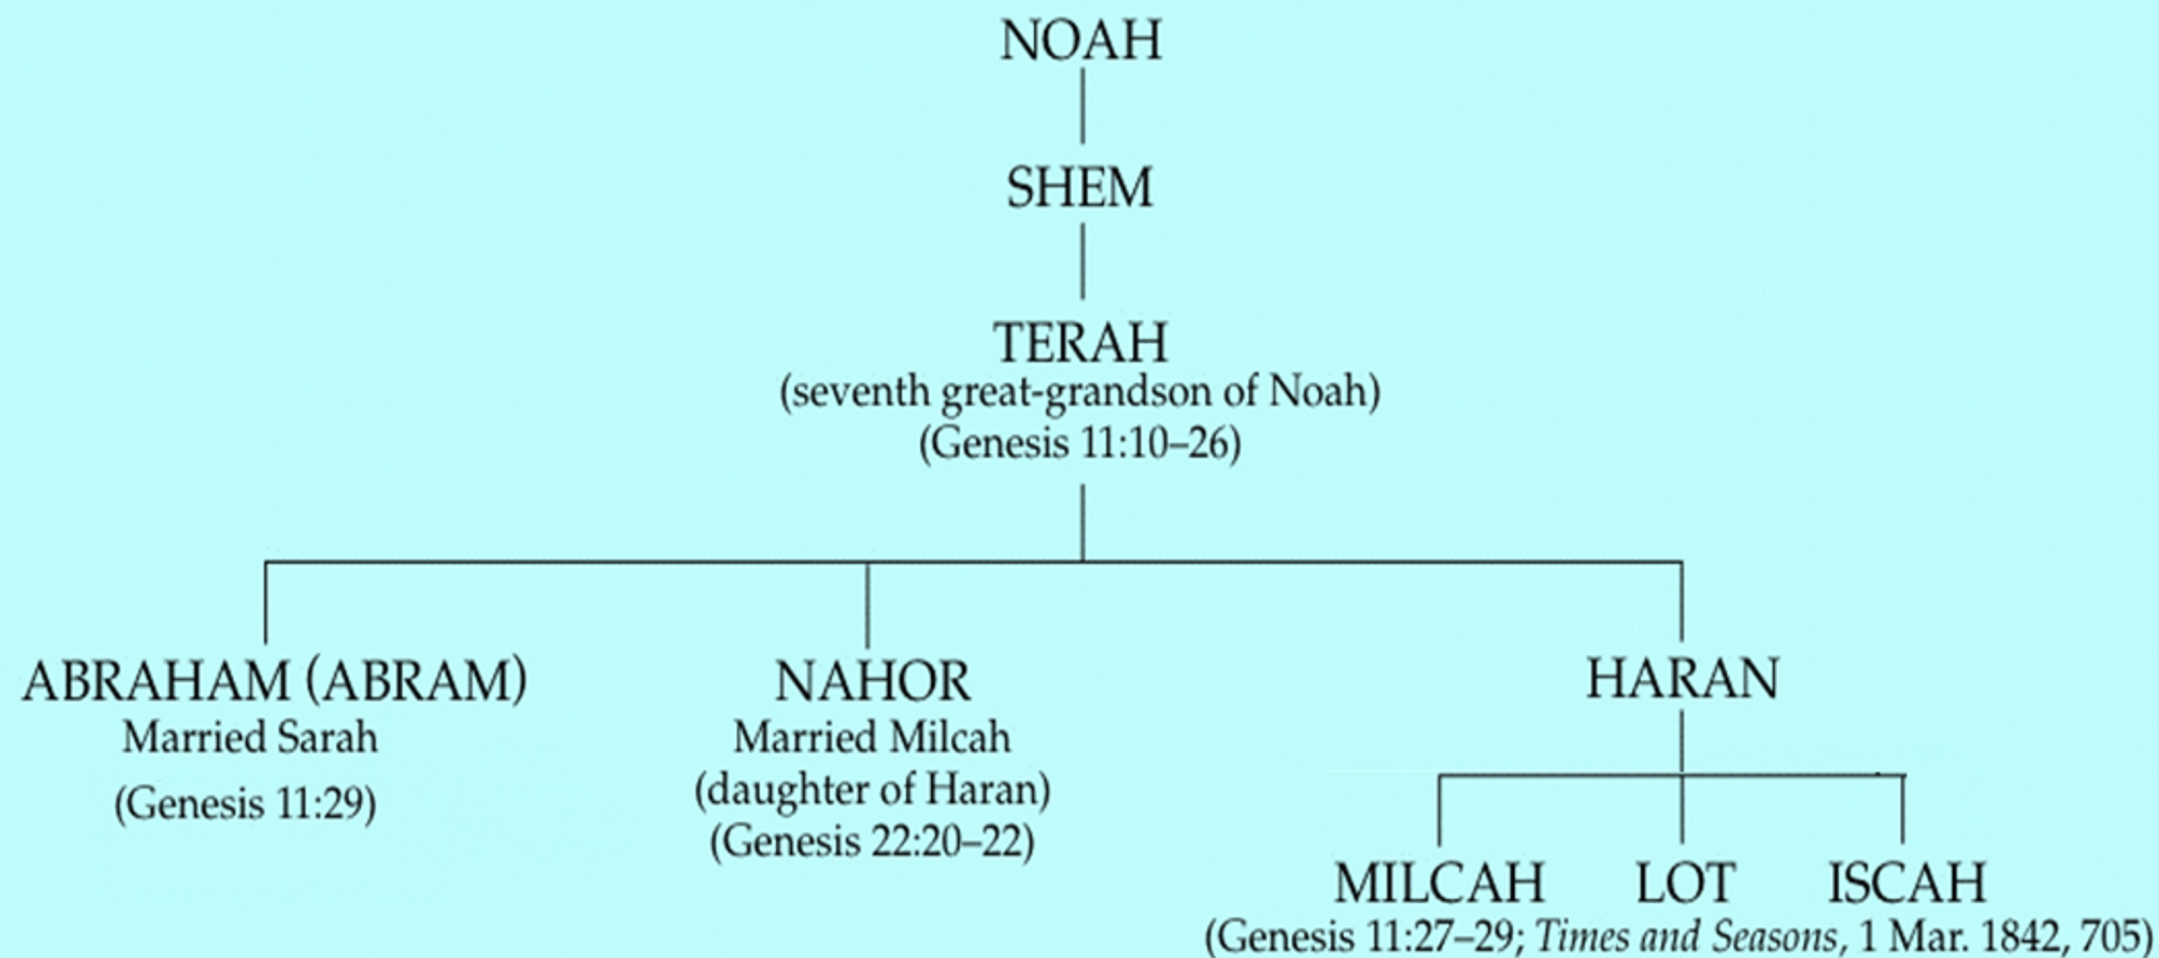 NOAH
SHEM
TERAH
(seventh great-grandson of Noah)
(Genesis 11:10–26)
ABRAHAM (ABRAM)
Married Sarah
(Genesis 11:29)
NAHOR
Married Milcah
(daughter of Haran)
(Genesis 22:20–22)
HARAN
MILCAH LOT ISCAH
(Genesis 11:27–29; Times and Seasons, 1 Mar. 1842, 705)